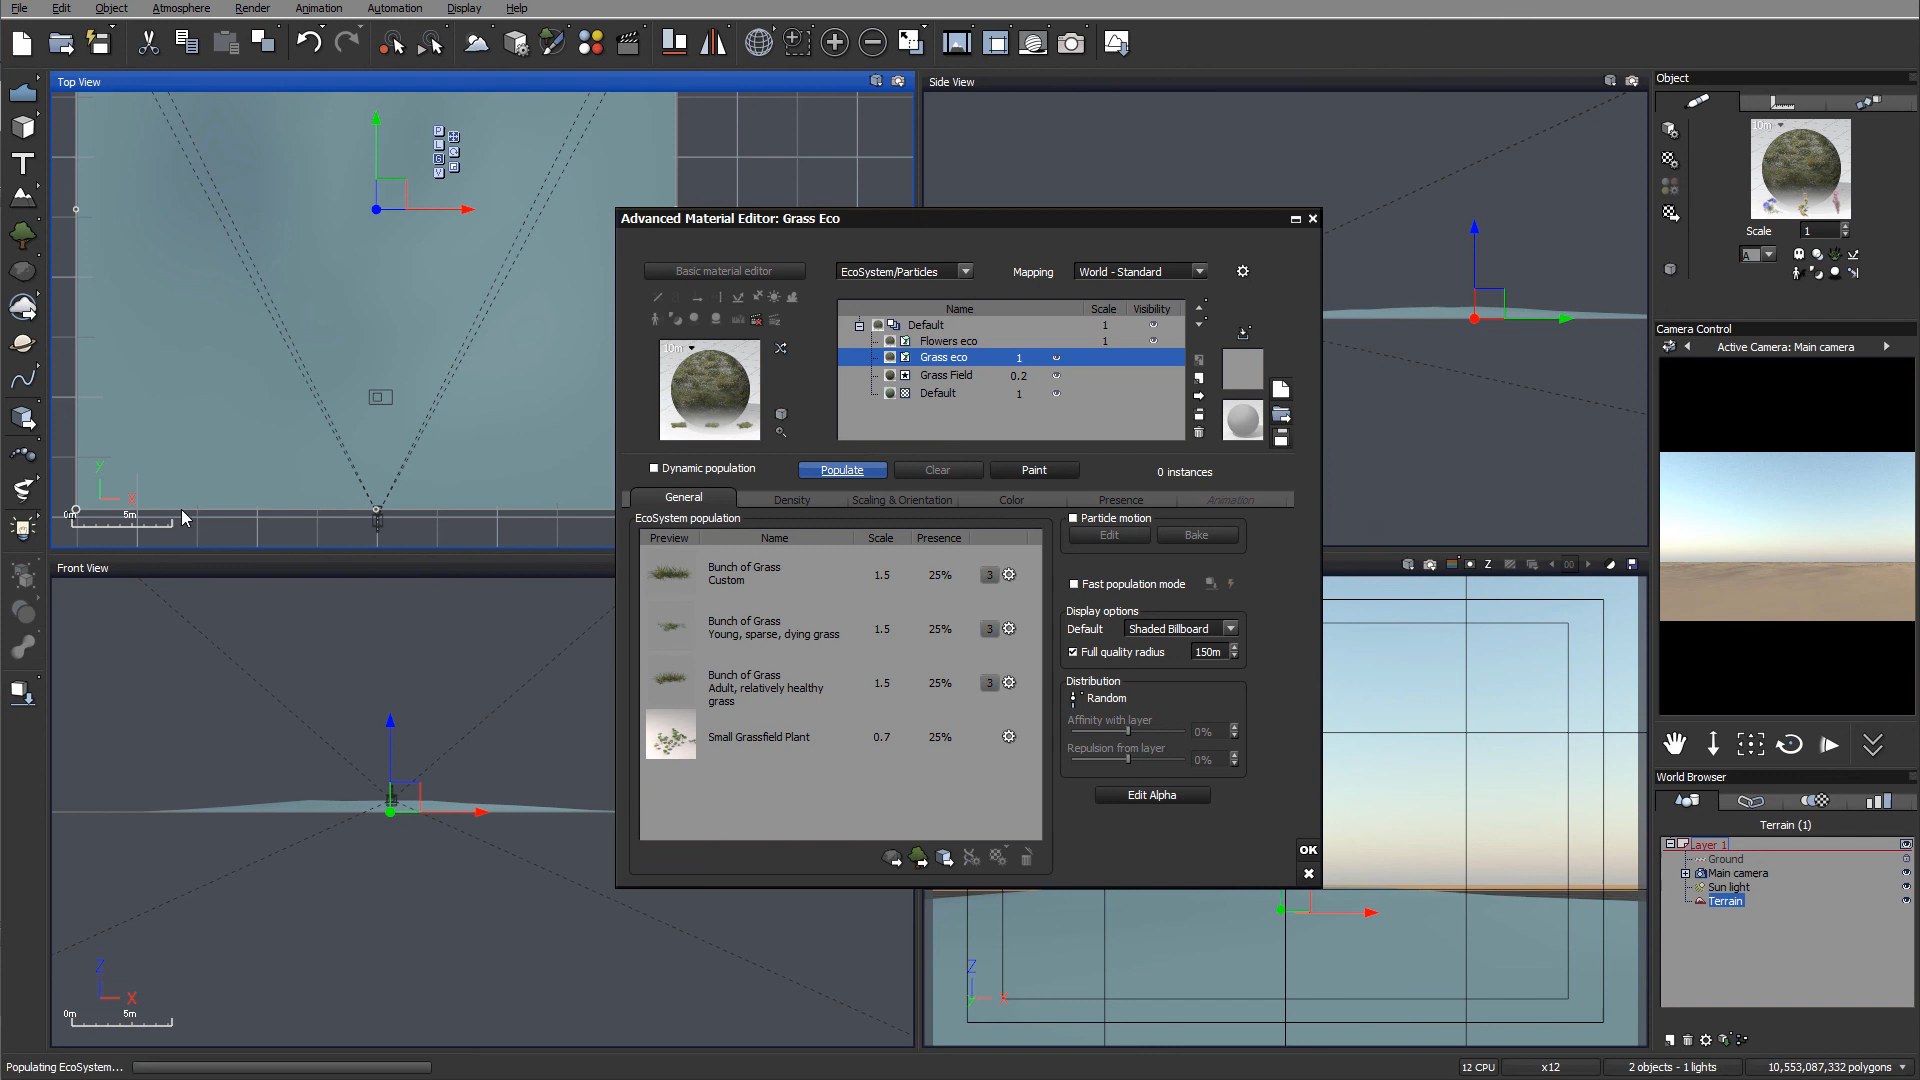 File Edit Object Atmosphere Render Animation Automation Display Help
Top View
Side View
Object
10m
Scale 1
A
5m
0m
Y
X
Advanced Material Editor: Grass Eco
Basic material editor
EcoSystem/Particles
Mapping
World - Standard
Name Scale Visibility
Default 1
Flowers eco 1
Grass eco 1
Grass Field 0.2
Default 1
10m
Dynamic population
Populate
Clear
Paint
0 instances
General
Density
Scaling & Orientation
Color
Presence
Animation
EcoSystem population
Preview Name Scale Presence
Bunch of Grass
Custom
1.5 25% 3
Bunch of Grass
Young, sparse, dying grass
1.5 25% 3
Bunch of Grass
Adult, relatively healthy
grass
1.5 25% 3
Small Grassfield Plant 0.7 25%
Particle motion
Edit
Bake
Fast population mode
Display options
Default Shaded Billboard
Full quality radius 150m
Distribution
Random
Affinity with layer
0%
Repulsion from layer
0%
Edit Alpha
OK
Front View
Z
X
0m
5m
Z
00
Z
X
Camera Control
Active Camera: Main camera
World Browser
Terrain (1)
Layer 1
Ground
Main camera
Sun light
Terrain
Populating EcoSystem...
12 CPU
x12
2 objects - 1 lights
10,553,087,332 polygons